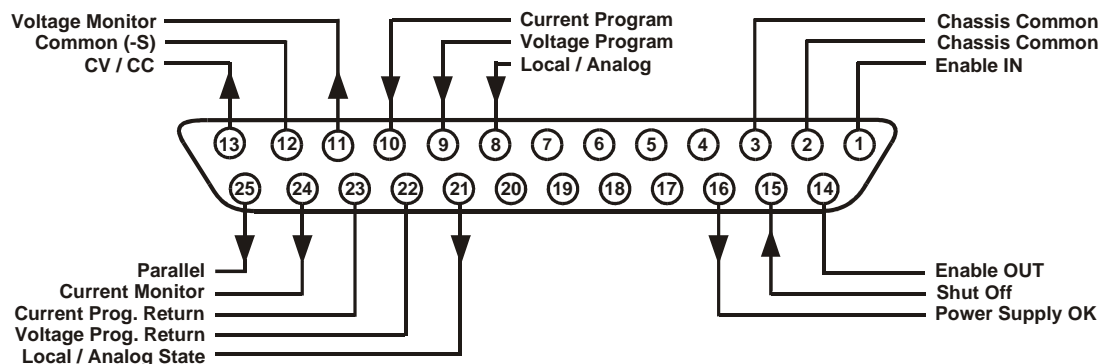 Voltage Monitor
Common (-S)
CV / CC
Current Program
Voltage Program
Local / Analog
Chassis Common
Chassis Common
Enable IN
13 12 11 10 9 8 7 6 5 4 3 2 1
25 24 23 22 21 20 19 18 17 16 15 14
Parallel
Current Monitor
Current Prog. Return
Voltage Prog. Return
Local / Analog State
Enable OUT
Shut Off
Power Supply OK